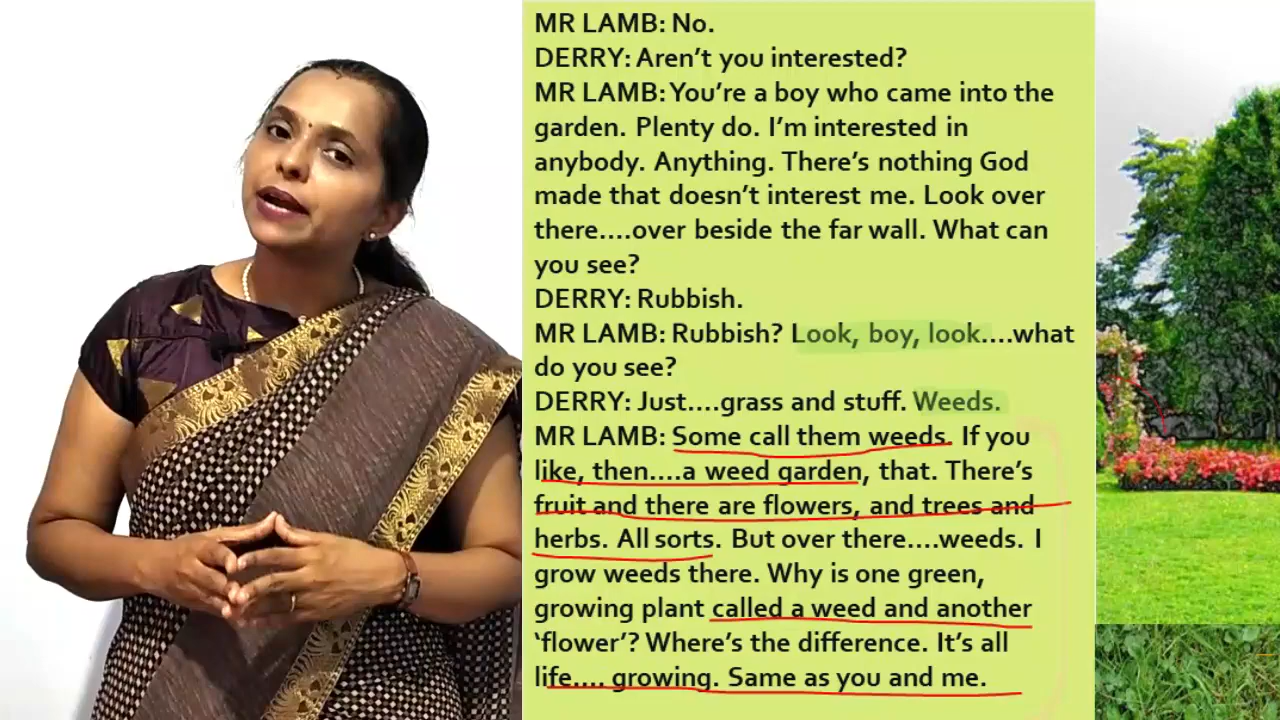 MR LAMB: No.
DERRY: Aren't you interested?
MR LAMB: You're a boy who came into the
garden. Plenty do. I'm interested in
anybody. Anything. There's nothing God
made that doesn't interest me. Look over
there....over beside the far wall. What can
you see?
DERRY: Rubbish.
MR LAMB: Rubbish? Look, boy, look....what
do you see?
DERRY: Just....grass and stuff. Weeds.
MR LAMB: Some call them weeds. If you
like, then....a weed garden, that. There's
fruit and there are flowers, and trees and
herbs. All sorts. But over there....weeds. I
grow weeds there. Why is one green,
growing plant called a weed and another
‘flower’? Where's the difference. It's all
life.... growing. Same as you and me.